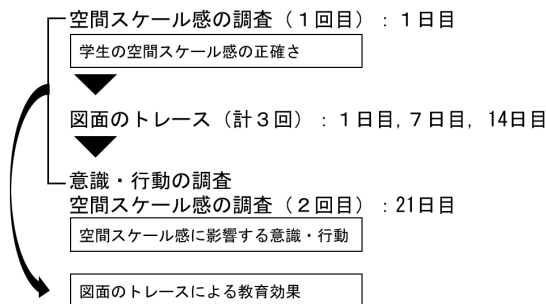 空間スケール感の調査（１回目）：１日目
学生の空間スケール感の正確さ
図面のトレース（計３回）：１日目,７日目, 14日目
意識・行動の調査
空間スケール感の調査（２回目）：21日目
空間スケール感に影響する意識・行動
図面のトレースによる教育効果